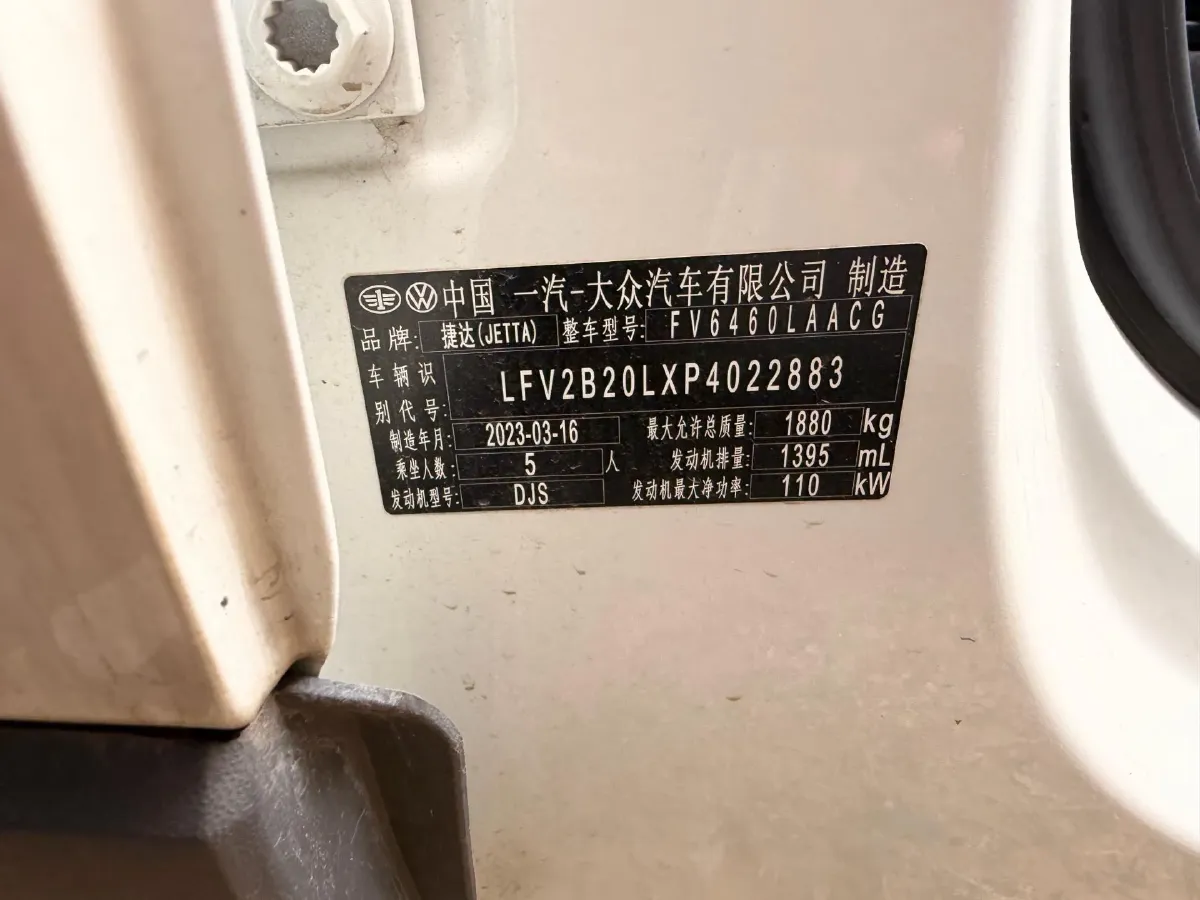 中国 一汽-大众汽车有限公司 制造
品牌: 捷达(JETTA) 整车型号: FV6460LAACG
车辆识别代号: LFV2B20LXP4022883
制造年月: 2023-03-16 最大允许总质量: 1880 kg
乘坐人数: 5 人 发动机排量: 1395 mL
发动机型号: DJS 发动机最大净功率: 110 kW